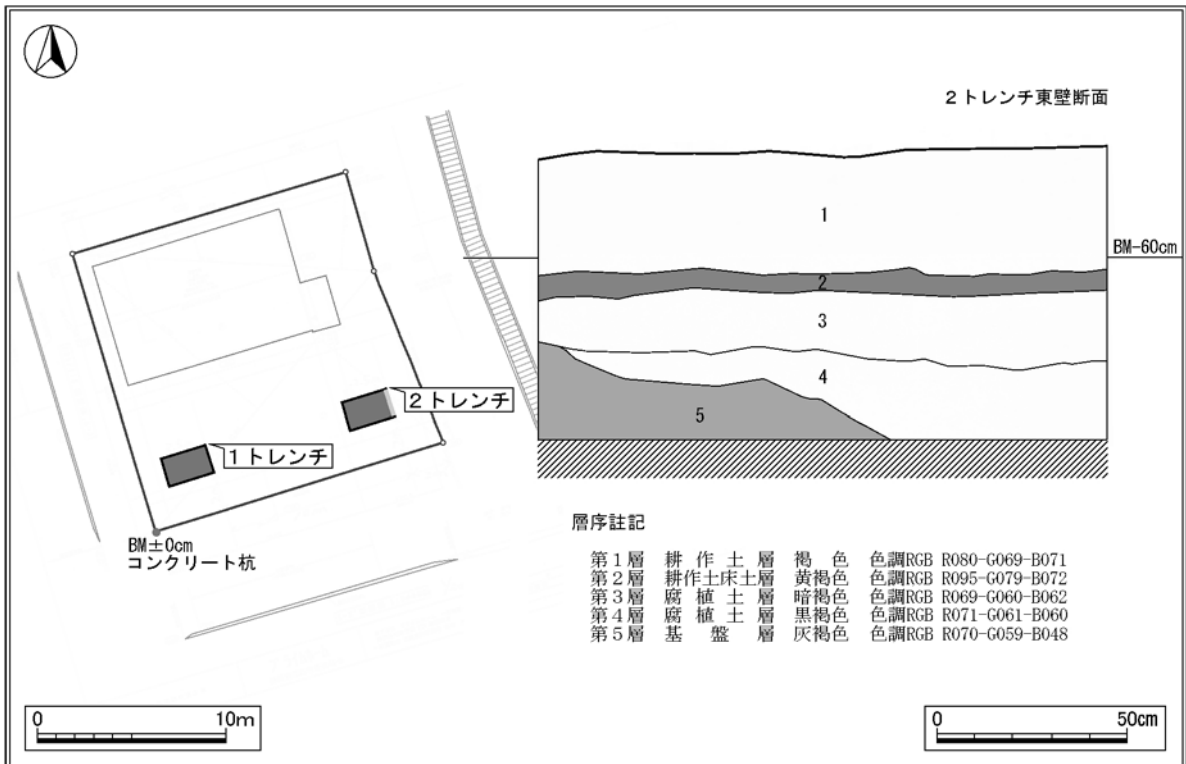 2トレンチ東壁断面
1
BM-60cm
2
3
4
5
2トレンチ
1トレンチ
BM±0cm
コンクリート杭
層序註記
第1層 耕作土層 褐色 色調RGB R080-G069-B071
第2層 耕作土床土層 黄褐色 色調RGB R095-G079-B072
第3層 腐植土層 暗褐色 色調RGB R069-G060-B062
第4層 腐植土層 黒褐色 色調RGB R071-G061-B060
第5層 基盤層 灰褐色 色調RGB R070-G059-B048
0 10m
0 50cm